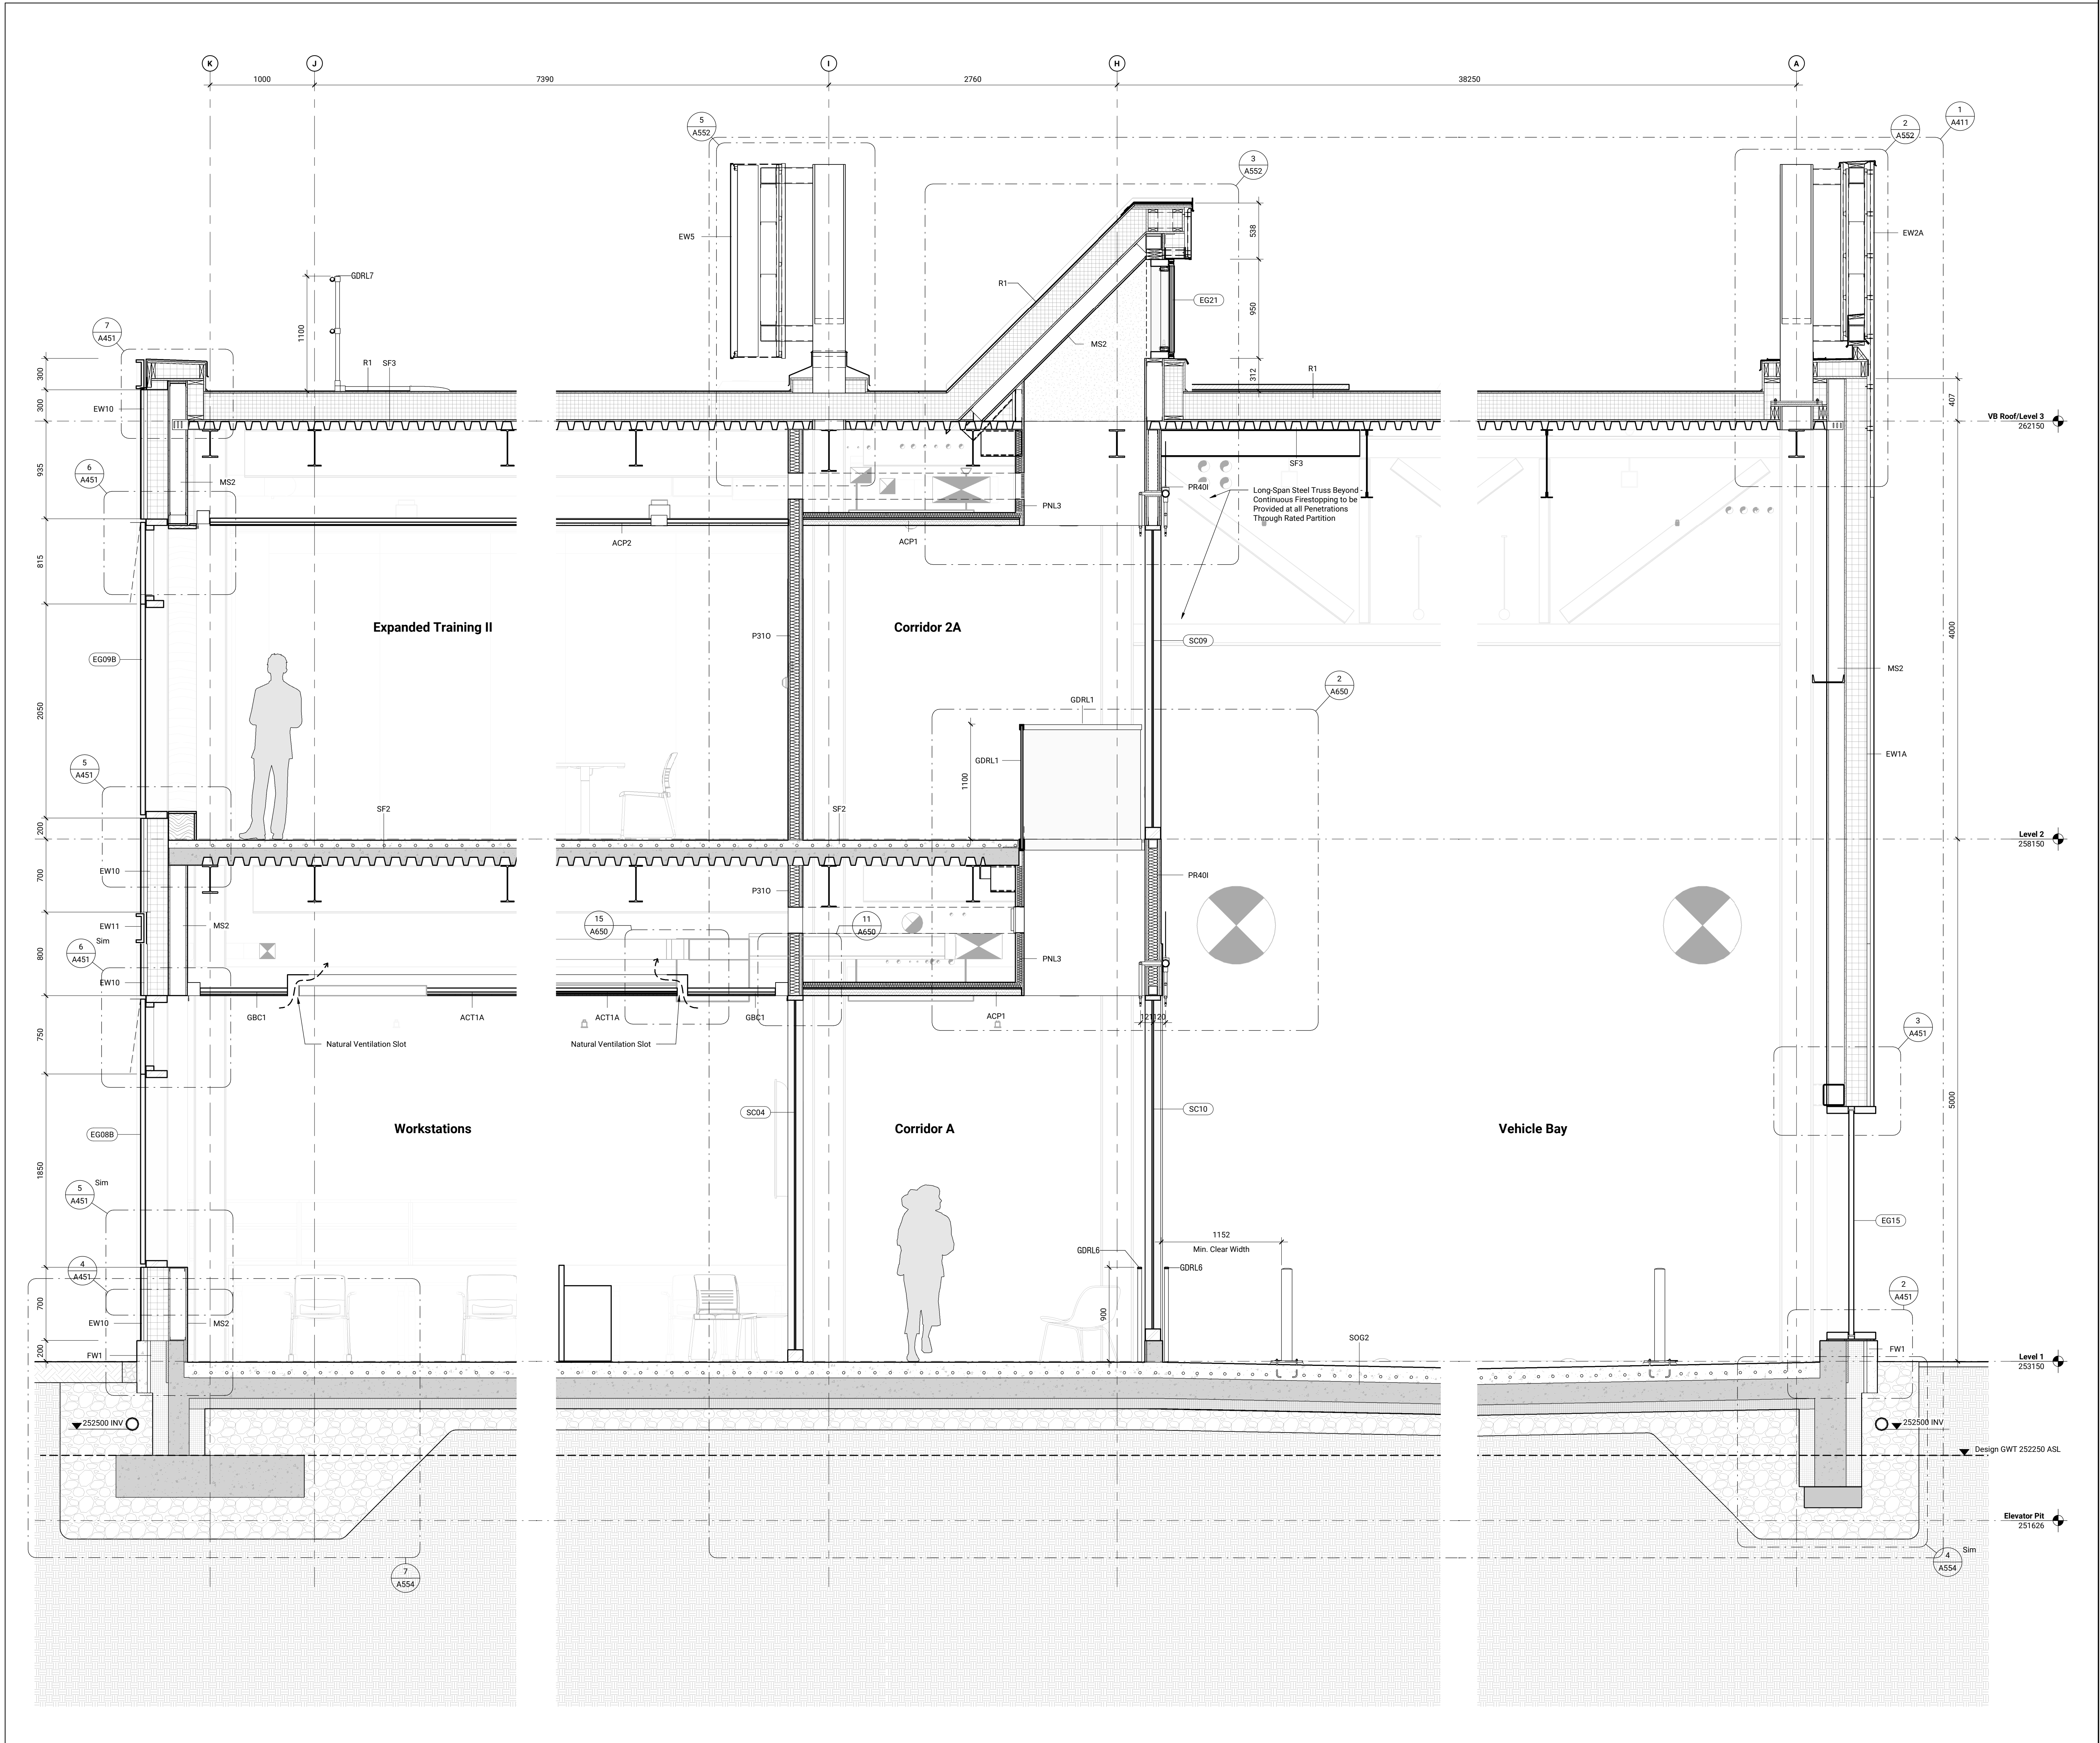 K
J
I
H
A
1000
7390
2760
38250
5
A552
1
A411
2
A552
3
A552
EW5
EW2A
538
GDRL7
R1
EG21
950
1100
7
A451
MS2
300
R1
SF3
312
R1
300
EW10
407
VB Roof/Level 3
262150
935
6
A451
MS2
SF3
PR40I
Long-Span Steel Truss Beyond -
Continuous Firestopping to be
Provided at all Penetrations
Through Rated Partition
PNL3
ACP2
ACP1
815
Expanded Training II
Corridor 2A
P31O
SC09
4000
EG09B
MS2
2
A650
GDRL1
2050
EW1A
GDRL1
1100
5
A451
SF2
SF2
200
Level 2
258150
EW10
700
P31O
PR40I
EW11
MS2
15
A650
11
A650
Sim
6
A451
800
PNL3
EW10
GBC1
ACT1A
ACT1A
GBC1
ACP1
121
120
3
A451
Natural Ventilation Slot
Natural Ventilation Slot
750
5000
SC04
SC10
EG08B
Workstations
Corridor A
Vehicle Bay
1850
Sim
5
A451
EG15
1152
Min. Clear Width
GDRL6
GDRL6
4
A451
2
A451
700
900
EW10
MS2
SOG2
200
FW1
FW1
Level 1
253150
252500 INV
252500 INV
Design GWT 252250 ASL
Elevator Pit
251626
7
A554
4
A554
Sim